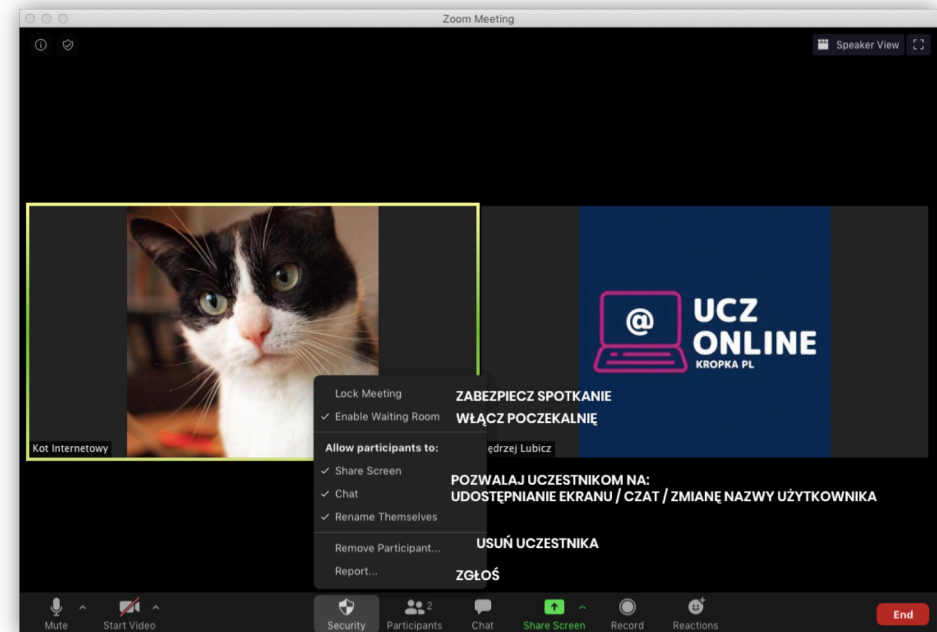 Zoom Meeting
Speaker View
@
UCZ
ONLINE
KROPKA PL
Kot Internetowy
ędrzej Lubicz
Lock Meeting
ZABEZPIECZ SPOTKANIE
✓ Enable Waiting Room
WŁĄCZ POCZEKALNIĘ
Allow participants to:
✓ Share Screen
✓ Chat
✓ Rename Themselves
POZWALAJ UCZESTNIKOM NA:
UDOSTĘPNIANIE EKRANU / CZAT / ZMIANĘ NAZWY UŻYTKOWNIKA
Remove Participant...
USUŃ UCZESTNIKA
Report...
ZGŁOŚ
Mute
Start Video
Security
Participants 2
Chat
Share Screen
Record
Reactions
End